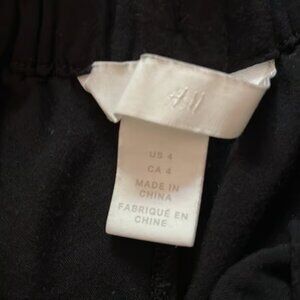 H&M
US 4
CA 4
MADE IN
CHINA
FABRIQUÉ EN
CHINE